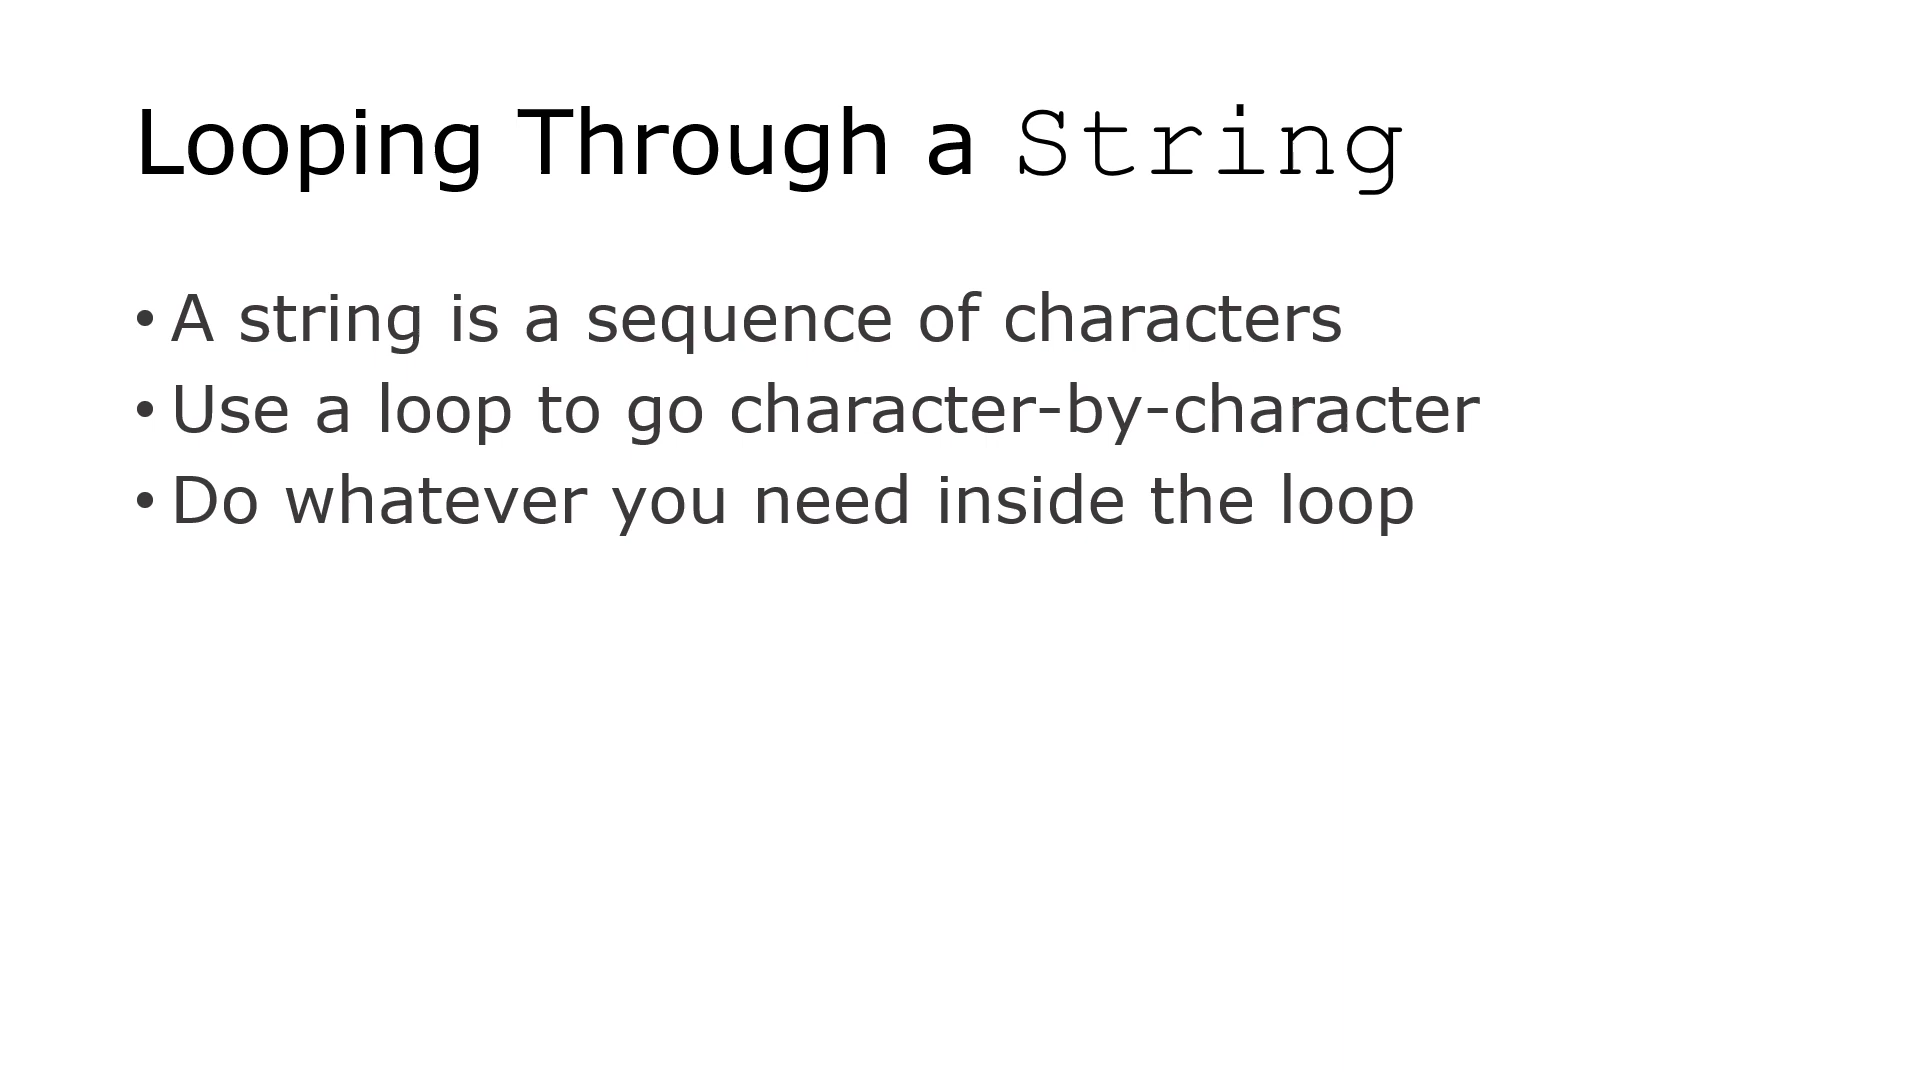 Looping Through a String
• A string is a sequence of characters
• Use a loop to go character-by-character
• Do whatever you need inside the loop